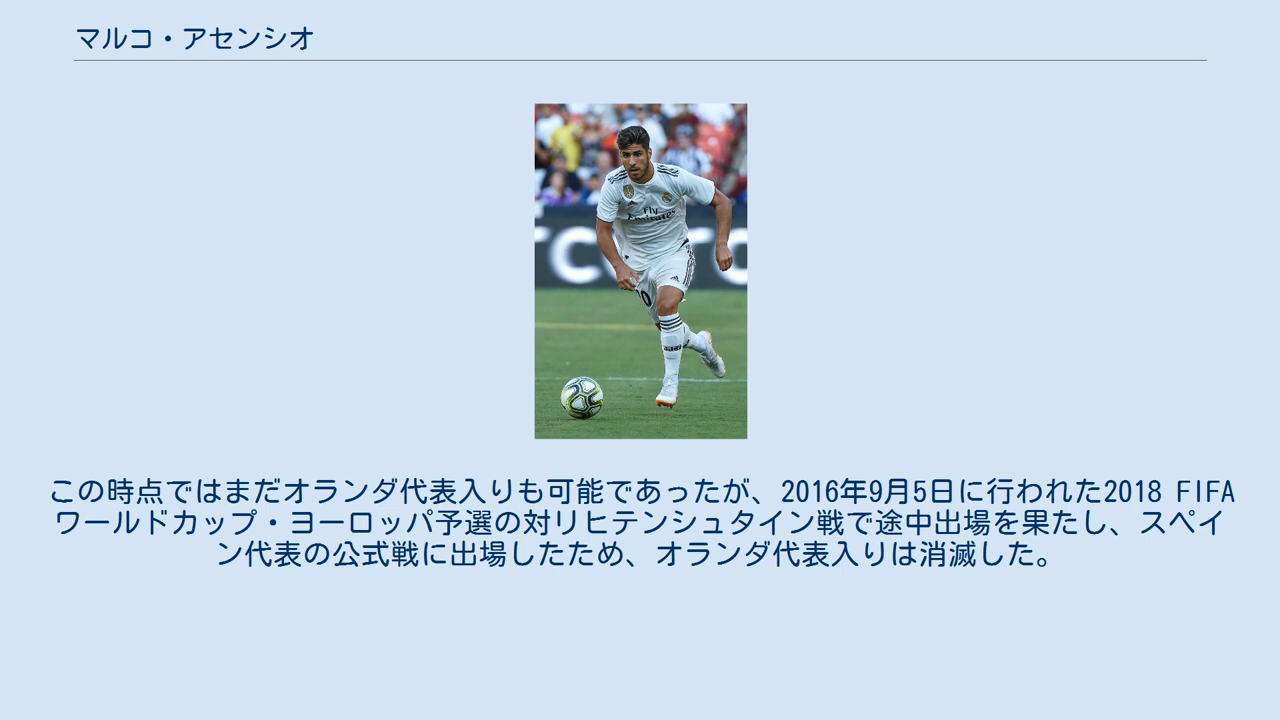 マルコ・アセンシオ
Fly
Emirates
この時点ではまだオランダ代表入りも可能であったが、2016年9月5日に行われた2018 FIFA
ワールドカップ・ヨーロッパ予選の対リヒテンシュタイン戦で途中出場を果たし、スペイ
ン代表の公式戦に出場したため、オランダ代表入りは消滅した。